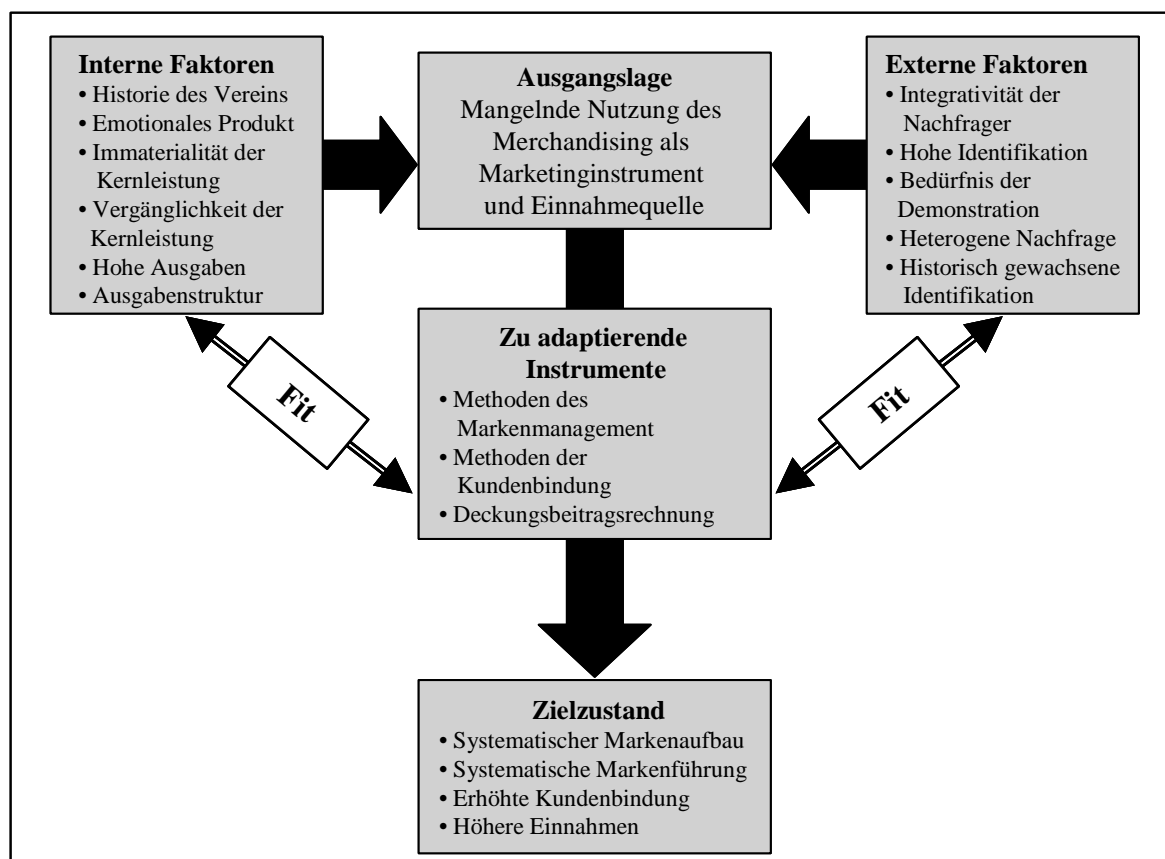 Interne Faktoren
• Historie des Vereins
• Emotionales Produkt
• Immaterialität der
Kernleistung
• Vergänglichkeit der
Kernleistung
• Hohe Ausgaben
• Ausgabenstruktur
Ausgangslage
Mangelnde Nutzung des
Merchandising als
Marketinginstrument
und Einnahmequelle
Externe Faktoren
• Integrativität der
Nachfrager
• Hohe Identifikation
• Bedürfnis der
Demonstration
• Heterogene Nachfrage
• Historisch gewachsene
Identifikation
Fit
Zu adaptierende
Instrumente
• Methoden des
Markenmanagement
• Methoden der
Kundenbindung
• Deckungsbeitragsrechnung
Fit
Zielzustand
• Systematischer Markenaufbau
• Systematische Markenführung
• Erhöhte Kundenbindung
• Höhere Einnahmen